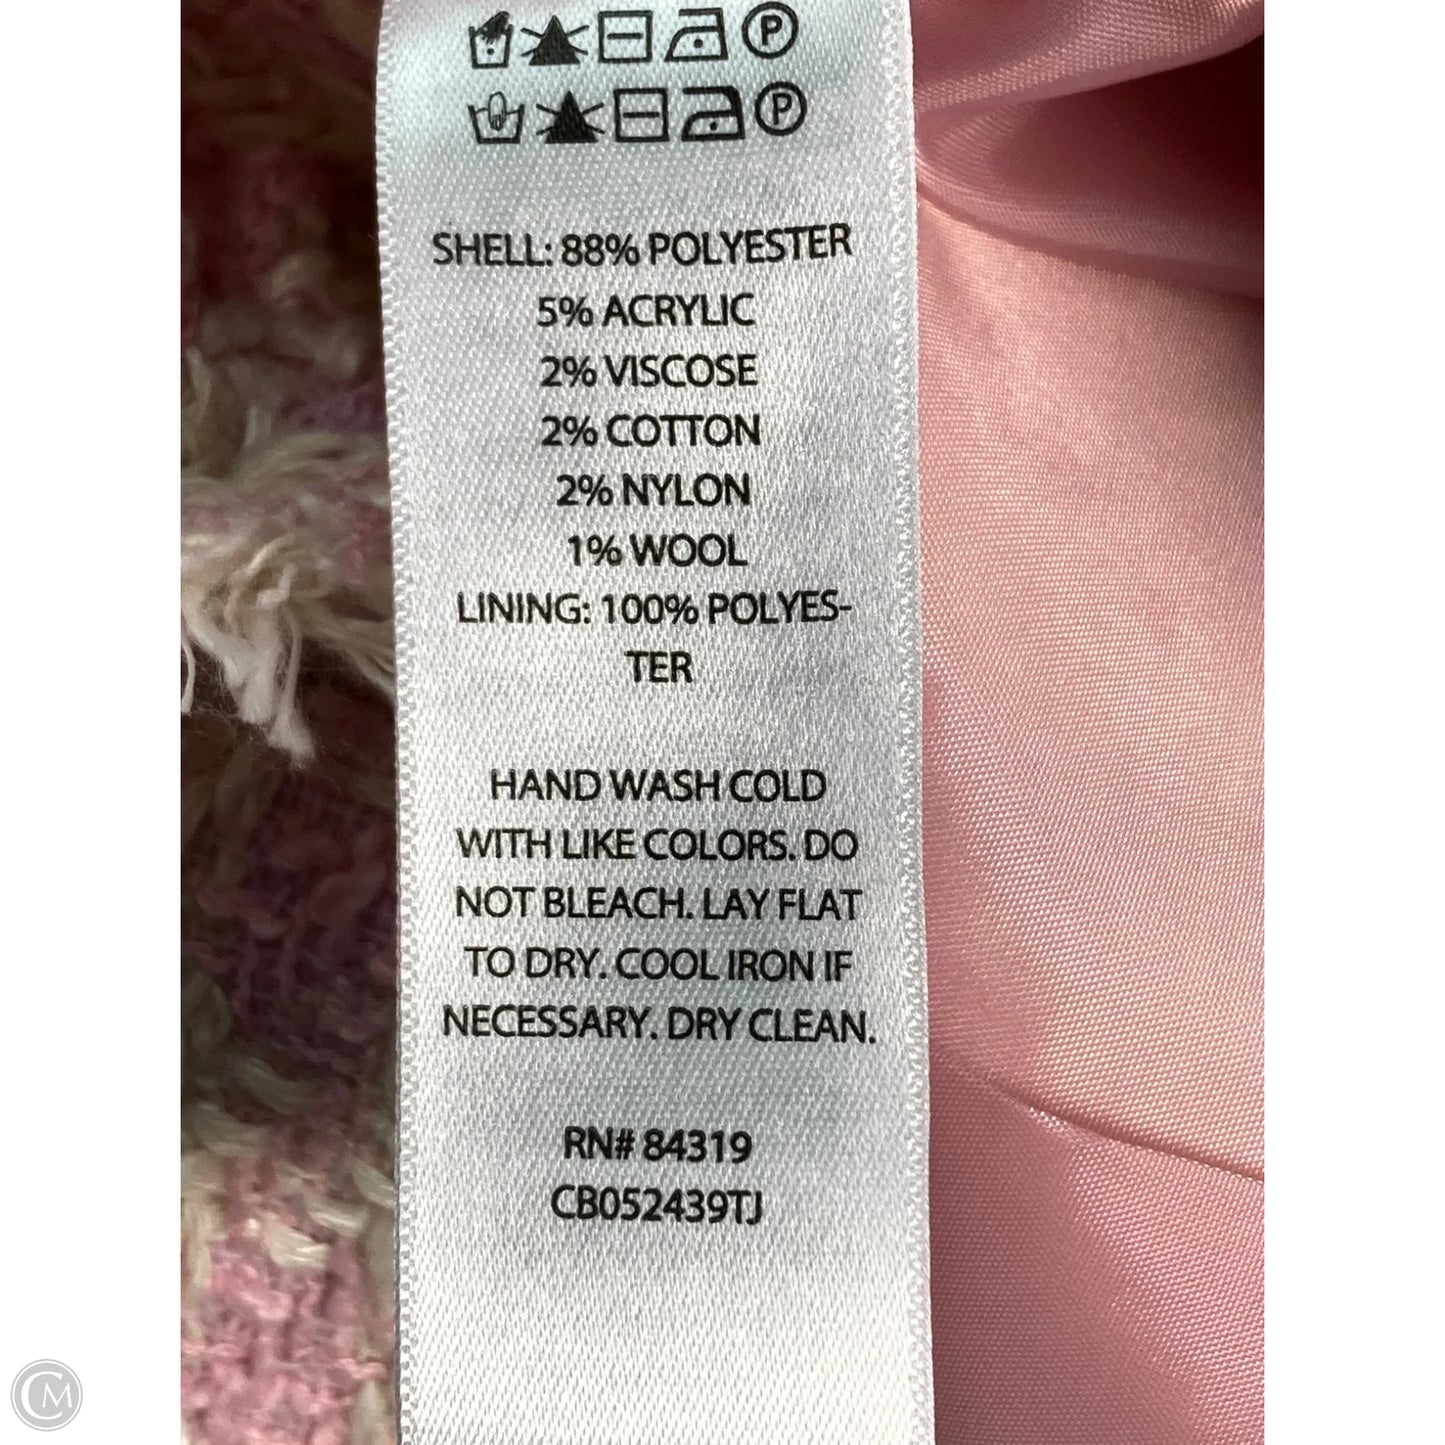 P
P
SHELL: 88% POLYESTER
5% ACRYLIC
2% VISCOSE
2% COTTON
2% NYLON
1% WOOL
LINING: 100% POLYES-
TER
HAND WASH COLD
WITH LIKE COLORS. DO
NOT BLEACH. LAY FLAT
TO DRY. COOL IRON IF
NECESSARY. DRY CLEAN.
RN# 84319
CB052439TJ
CM